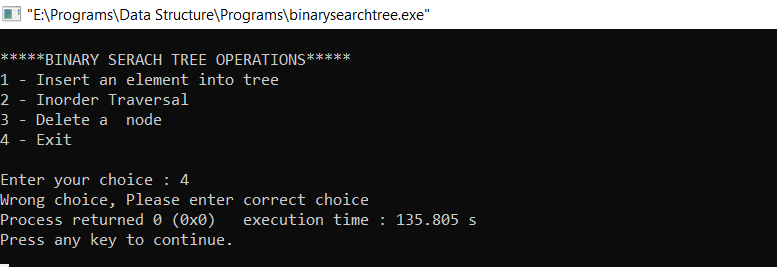 "E:\Programs\Data Structure\Programs\binarysearchtree.exe"
*****BINARY SERACH TREE OPERATIONS*****
1 - Insert an element into tree
2 - Inorder Traversal
3 - Delete a  node
4 - Exit
Enter your choice : 4
Wrong choice, Please enter correct choice
Process returned 0 (0x0)   execution time : 135.805 s
Press any key to continue.